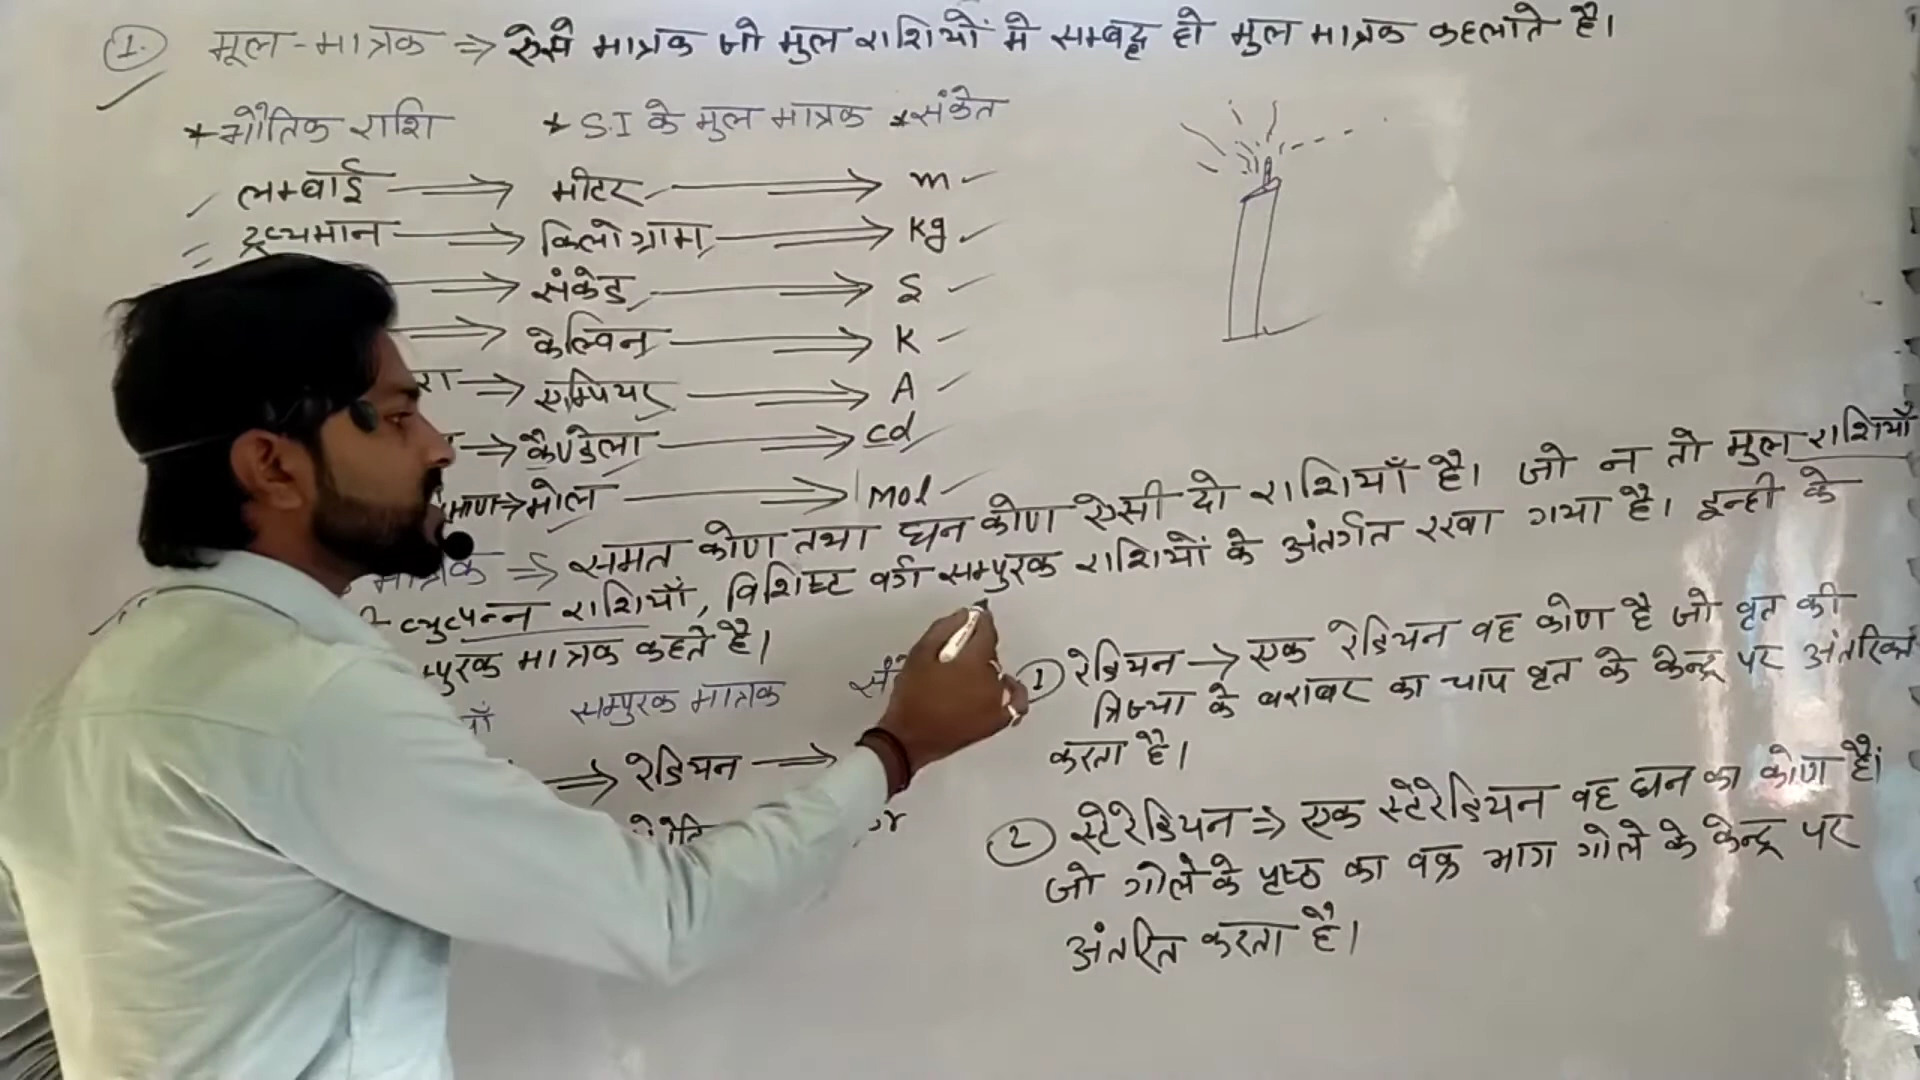 1. मूल-मात्रक ⇒ ऐसे मात्रक जो मुल राशियों मे सम्बद्ध हो मुल मात्रक कहलाते है।
*भौतिक राशि * S.I के मुल मात्रक *संकेत
लम्बाई ⇒ मीटर ⇒ m
द्रव्यमान ⇒ किलोग्राम ⇒ kg
⇒ संकेड ⇒ S
⇒ केल्विन ⇒ K
रा ⇒ एम्पियर ⇒ A
⇒ कैण्डेला ⇒ cd
⇒ मोल ⇒ mol
मात्रक ⇒ समत कोण तथा घन कोण ऐसी दो राशियाँ है। जो न तो मुल राशियाँ
व्युत्पन्न राशियाँ, विशिष्ट वर्ग सम्पुरक राशियों के अंतर्गत रखा गया है। इन्ही के
म्पुरक मात्रक कहते है।
सम्पुरक मात्रक
⇒ रेडियन ⇒
1 रेडियन → एक रेडियन वह कोण है जो वृत की
त्रिज्या के बराबर का चाप वृत के केन्द्र पर अंतरिक्त
करता है।
2 स्टेरेडियन ⇒ एक स्टेरेडियन वह घन का कोण है।
जो गोले के पृष्ठ का वक्र भाग गोले के केन्द्र पर
अंतरित करता है।